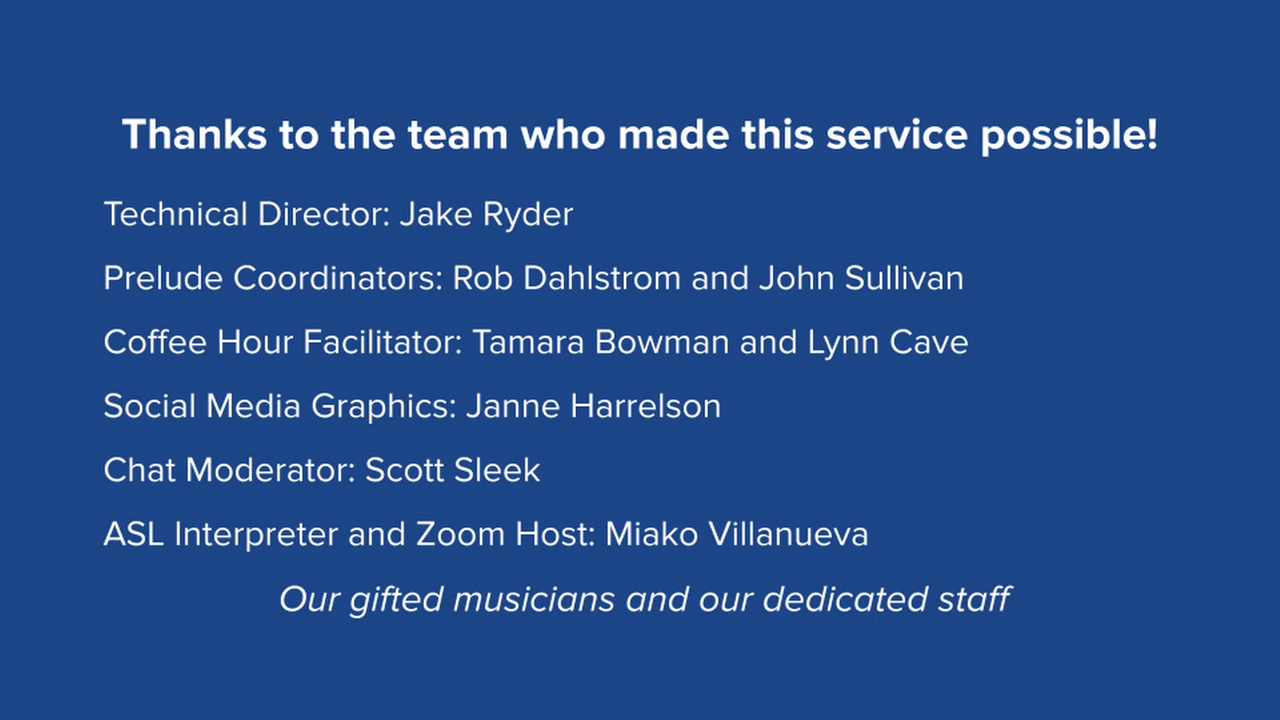 Thanks to the team who made this service possible!
Technical Director: Jake Ryder
Prelude Coordinators: Rob Dahlstrom and John Sullivan
Coffee Hour Facilitator: Tamara Bowman and Lynn Cave
Social Media Graphics: Janne Harrelson
Chat Moderator: Scott Sleek
ASL Interpreter and Zoom Host: Miako Villanueva
Our gifted musicians and our dedicated staff